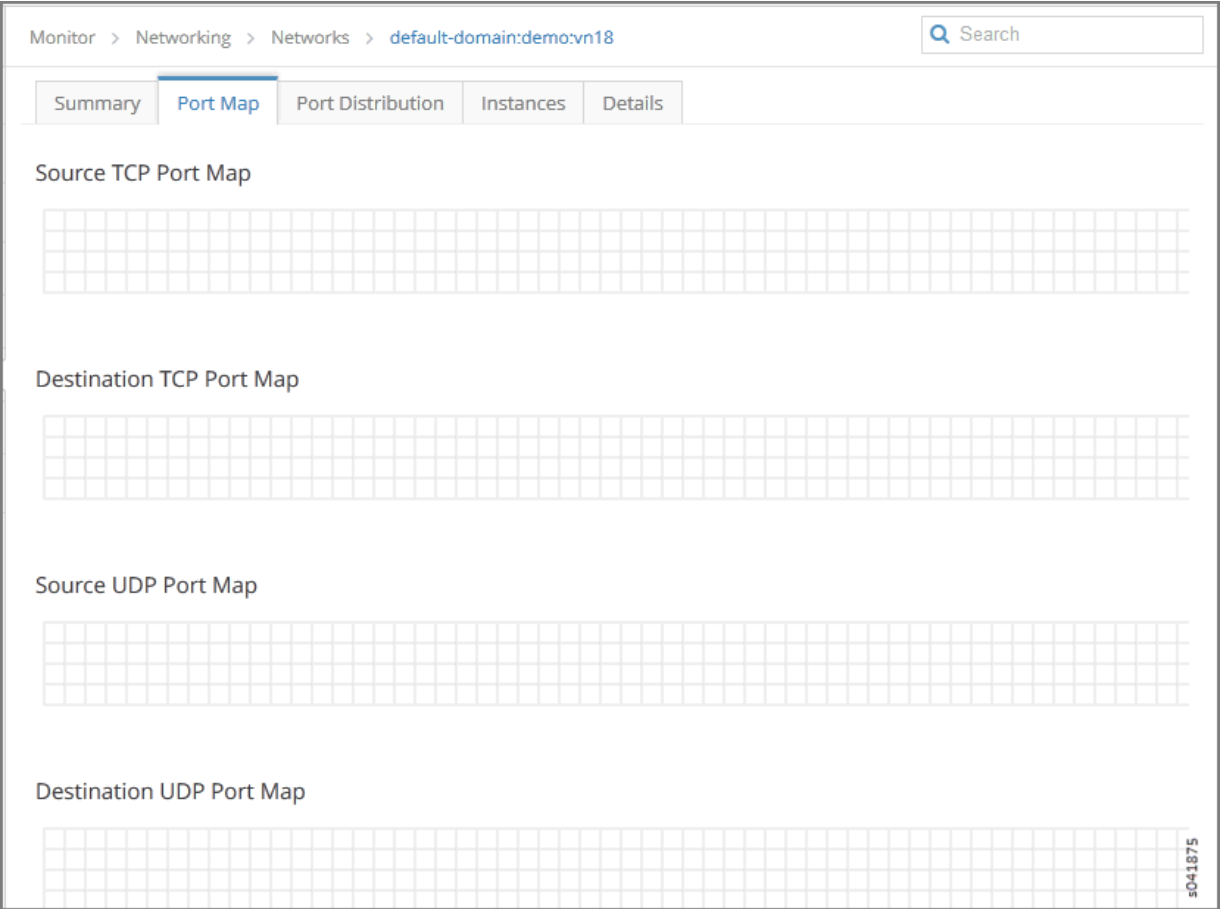 Monitor > Networking > Networks > default-domain:demo:vn18
Search
Summary Port Map Port Distribution Instances Details
Source TCP Port Map
Destination TCP Port Map
Source UDP Port Map
Destination UDP Port Map
s041875